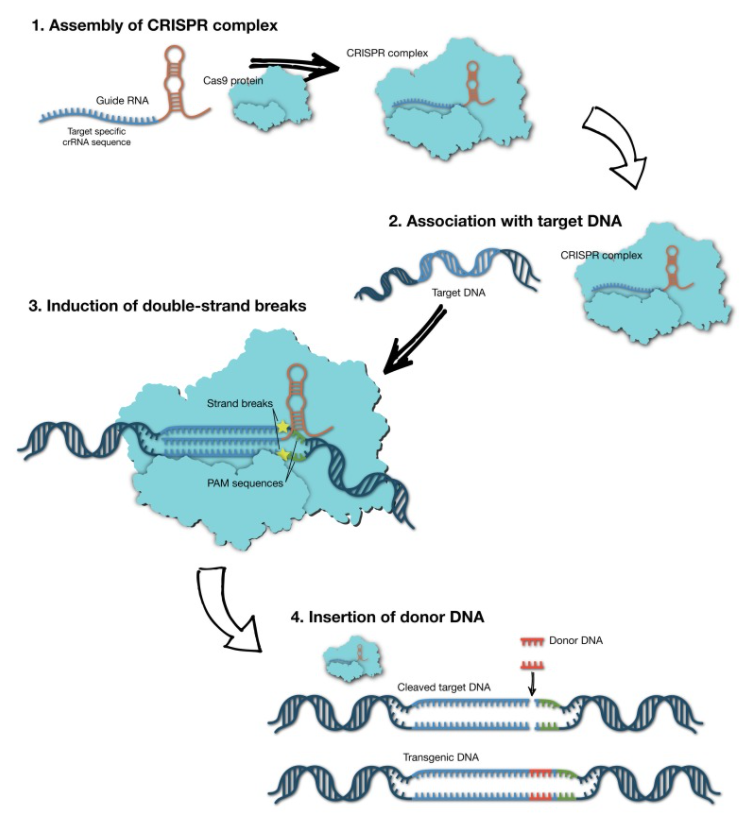 1. Assembly of CRISPR complex
CRISPR complex
Cas9 protein
Guide RNA
Target specific
crRNA sequence
2. Association with target DNA
CRISPR complex
Target DNA
3. Induction of double-strand breaks
Strand breaks
PAM sequences
4. Insertion of donor DNA
Donor DNA
Cleaved target DNA
Transgenic DNA